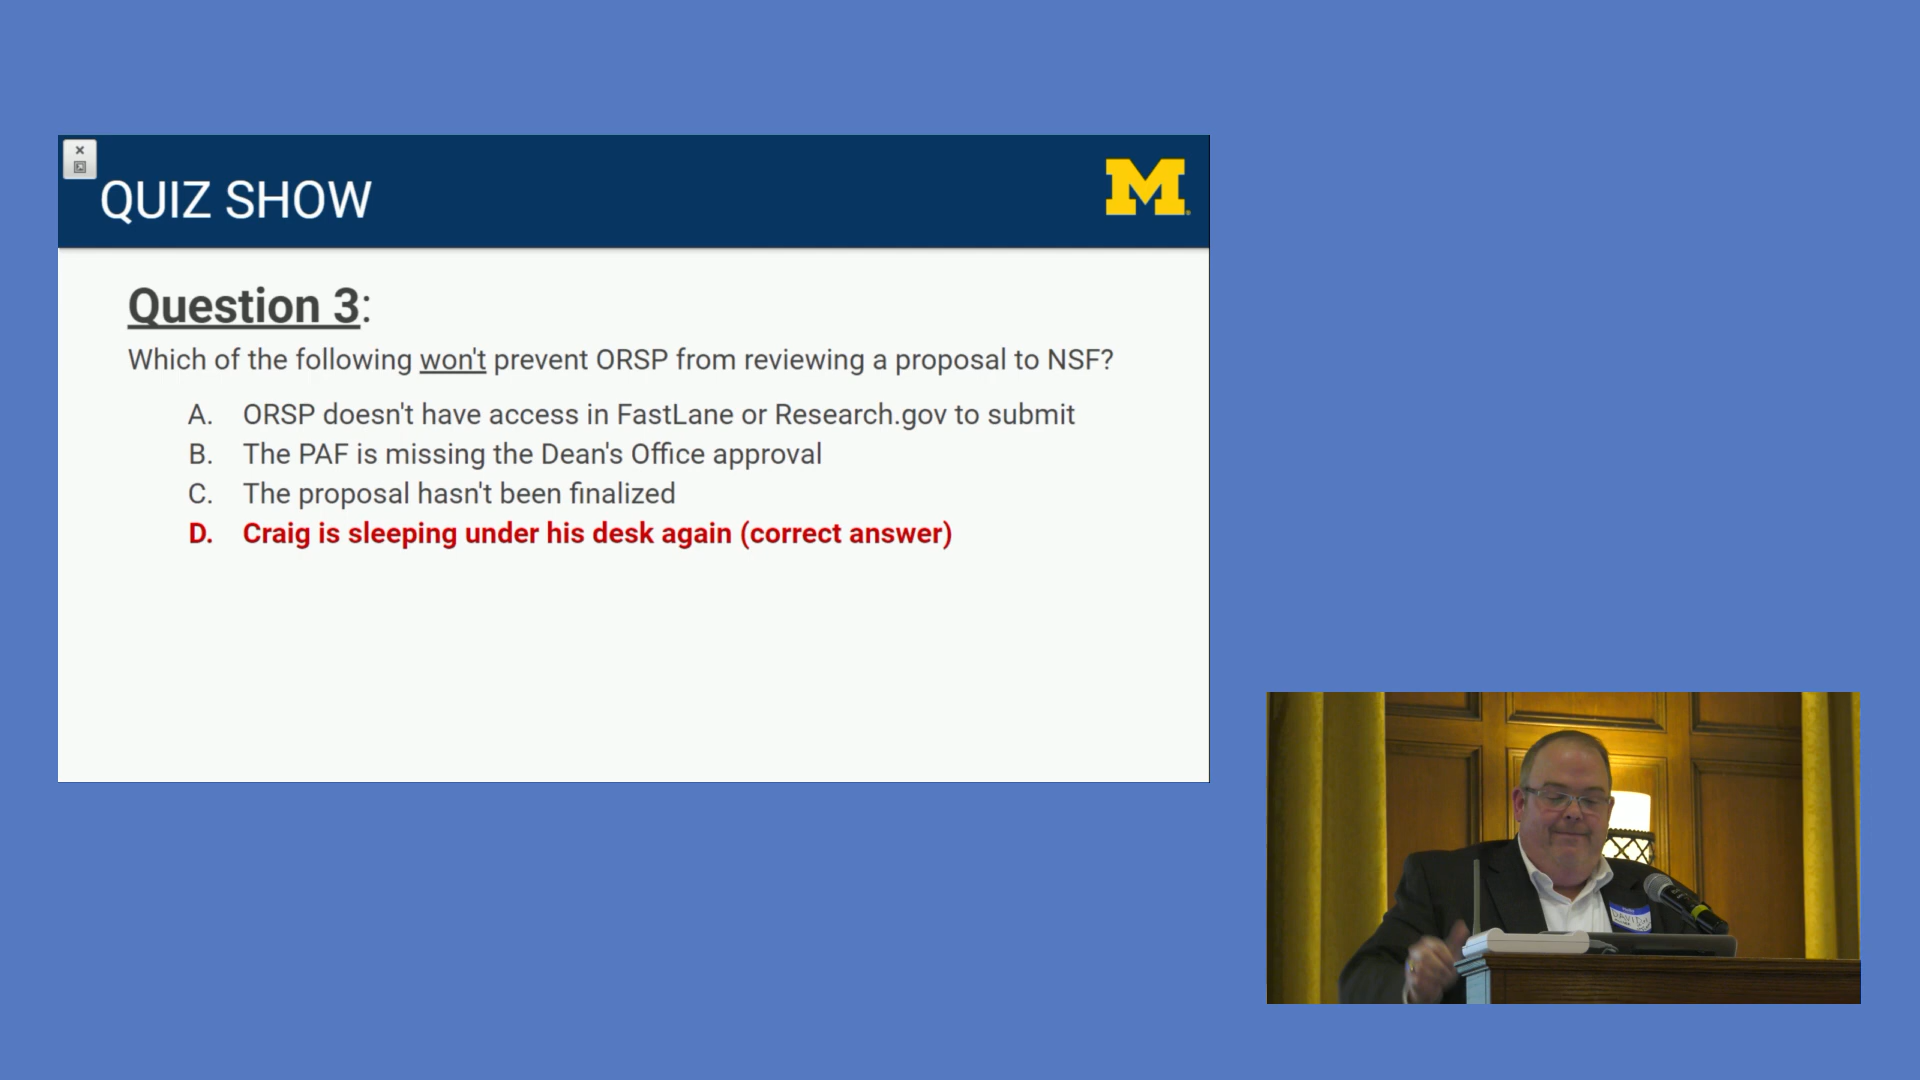 QUIZ SHOW
M
Question 3:
Which of the following won't prevent ORSP from reviewing a proposal to NSF?
A. ORSP doesn't have access in FastLane or Research.gov to submit
B. The PAF is missing the Dean's Office approval
C. The proposal hasn't been finalized
D. Craig is sleeping under his desk again (correct answer)
DAVID